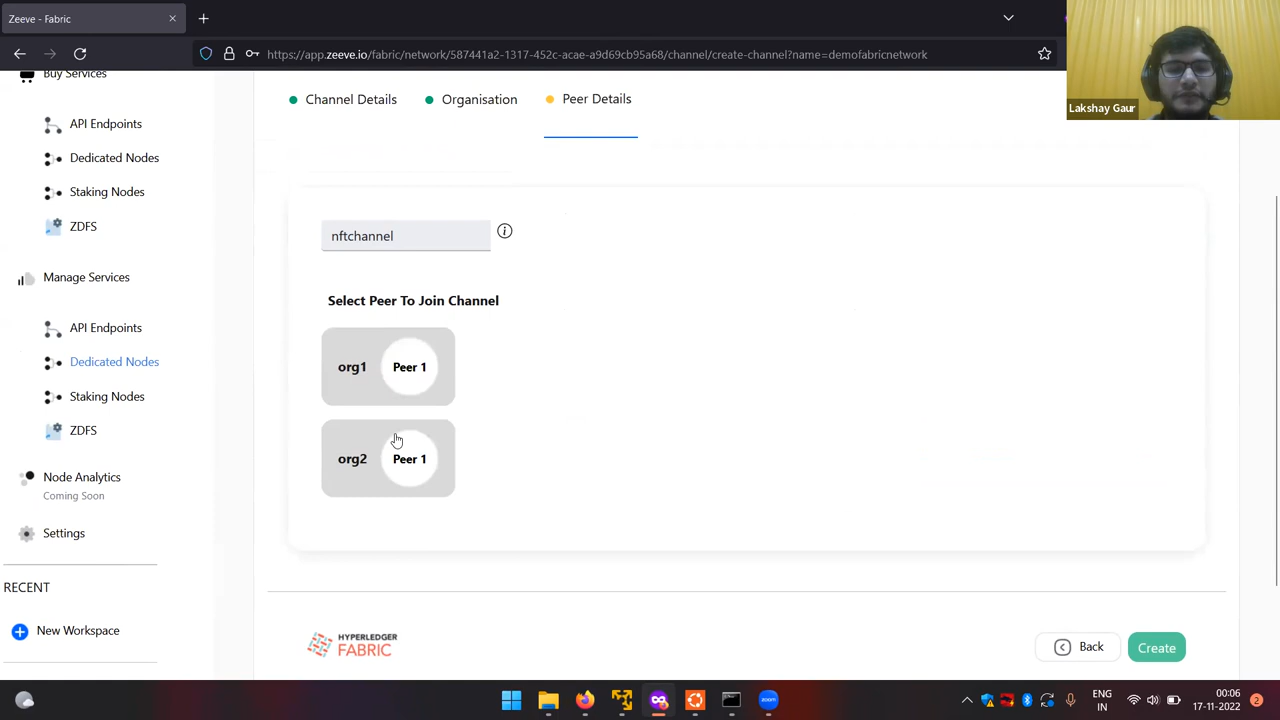 Zeeve - Fabric
https://app.zeeve.io/fabric/network/587441a2-1317-452c-acae-a9d69cb95a68/channel/create-channel?name=demofabricnetwork
Lakshay Gaur
Buy Services
API Endpoints
Dedicated Nodes
Staking Nodes
ZDFS
Manage Services
API Endpoints
Dedicated Nodes
Staking Nodes
ZDFS
Node Analytics
Coming Soon
Settings
RECENT
New Workspace
Channel Details
Organisation
Peer Details
nftchannel
Select Peer To Join Channel
org1
Peer 1
org2
Peer 1
HYPERLEDGER
FABRIC
Back
Create
ENG
IN
00:06
17-11-2022
2